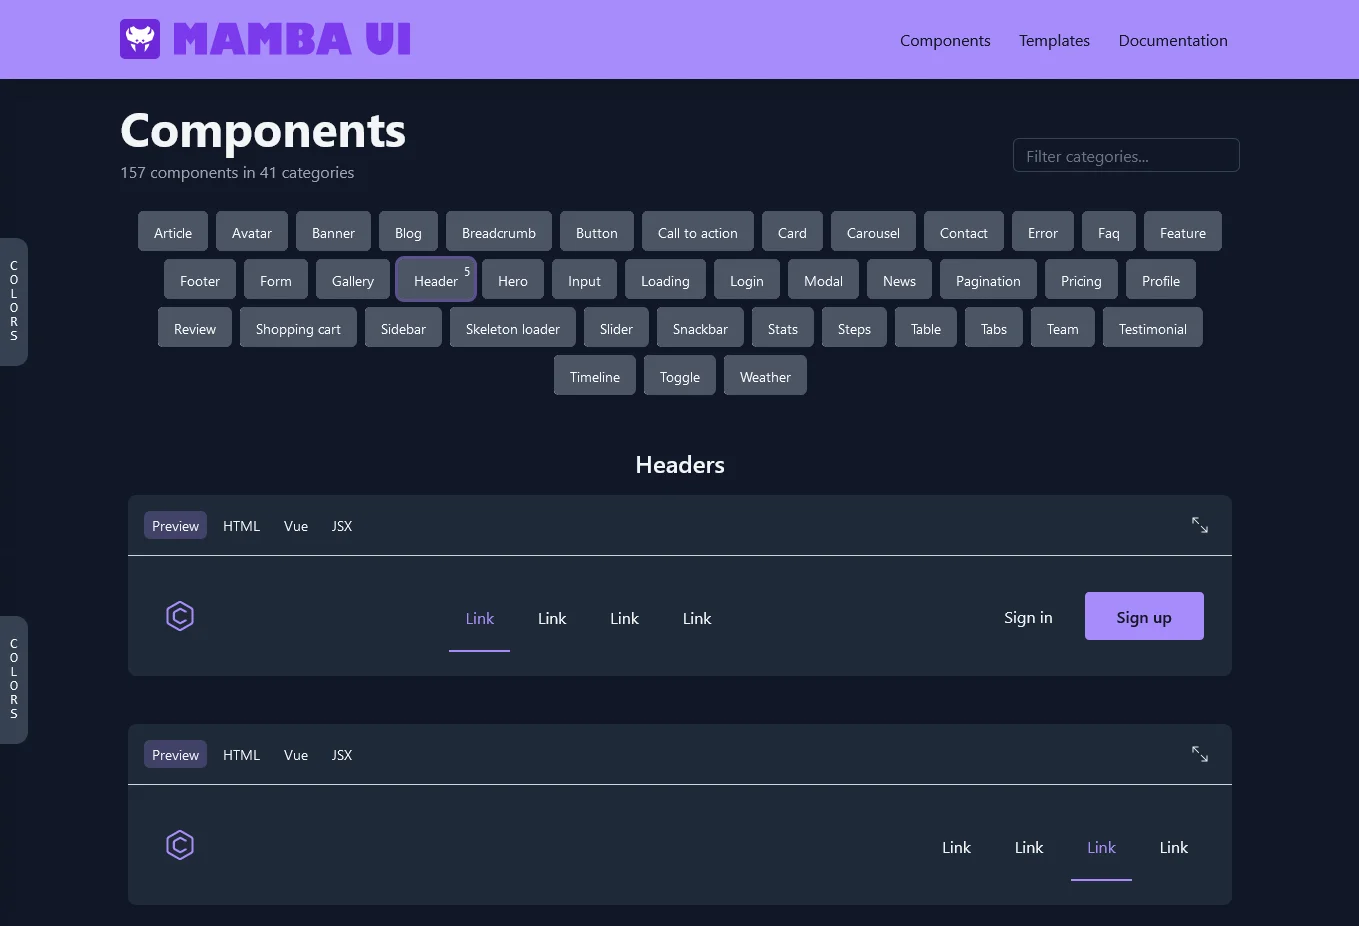 MAMBA UI
Components Templates Documentation
Components
157 components in 41 categories
Filter categories...
Article Avatar Banner Blog Breadcrumb Button Call to action Card Carousel Contact Error Faq Feature
Footer Form Gallery Header 5 Hero Input Loading Login Modal News Pagination Pricing Profile
Review Shopping cart Sidebar Skeleton loader Slider Snackbar Stats Steps Table Tabs Team Testimonial
Timeline Toggle Weather
COLORS
Headers
Preview HTML Vue JSX
C Link Link Link Link Sign in Sign up
COLORS
Preview HTML Vue JSX
C Link Link Link Link